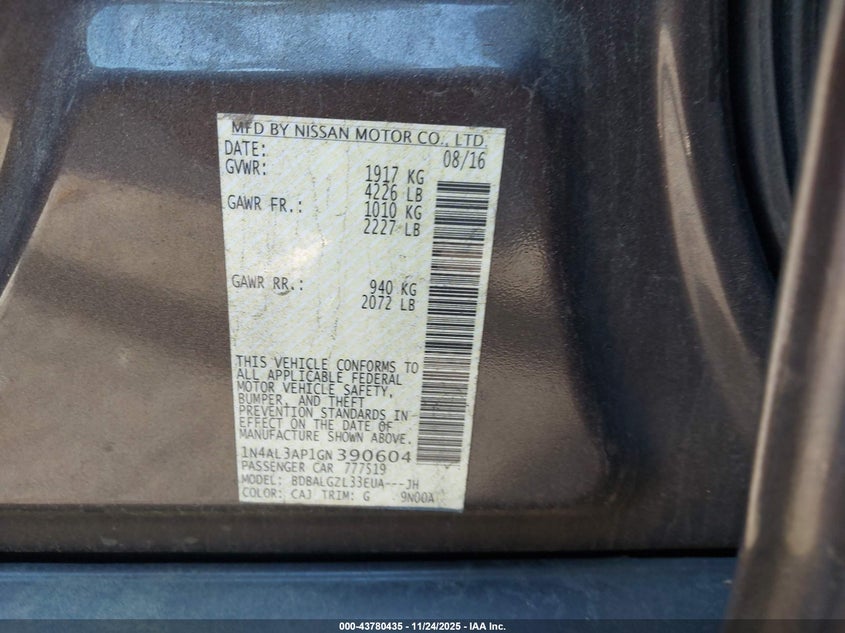 MFD BY NISSAN MOTOR CO., LTD.
DATE: 08/16
GVWR: 1917 KG
4226 LB
GAWR FR.: 1010 KG
2227 LB
GAWR RR.: 940 KG
2072 LB
THIS VEHICLE CONFORMS TO
ALL APPLICABLE FEDERAL
MOTOR VEHICLE SAFETY,
BUMPER, AND THEFT
PREVENTION STANDARDS IN
EFFECT ON THE DATE OF
MANUFACTURE SHOWN ABOVE.
1N4AL3AP1GN 390604
PASSENGER CAR 777519
MODEL: BDBALGZL33EUA---JH
COLOR: CAJ TRIM: G 9N00A
000-43780435 - 11/24/2025 - IAA Inc.